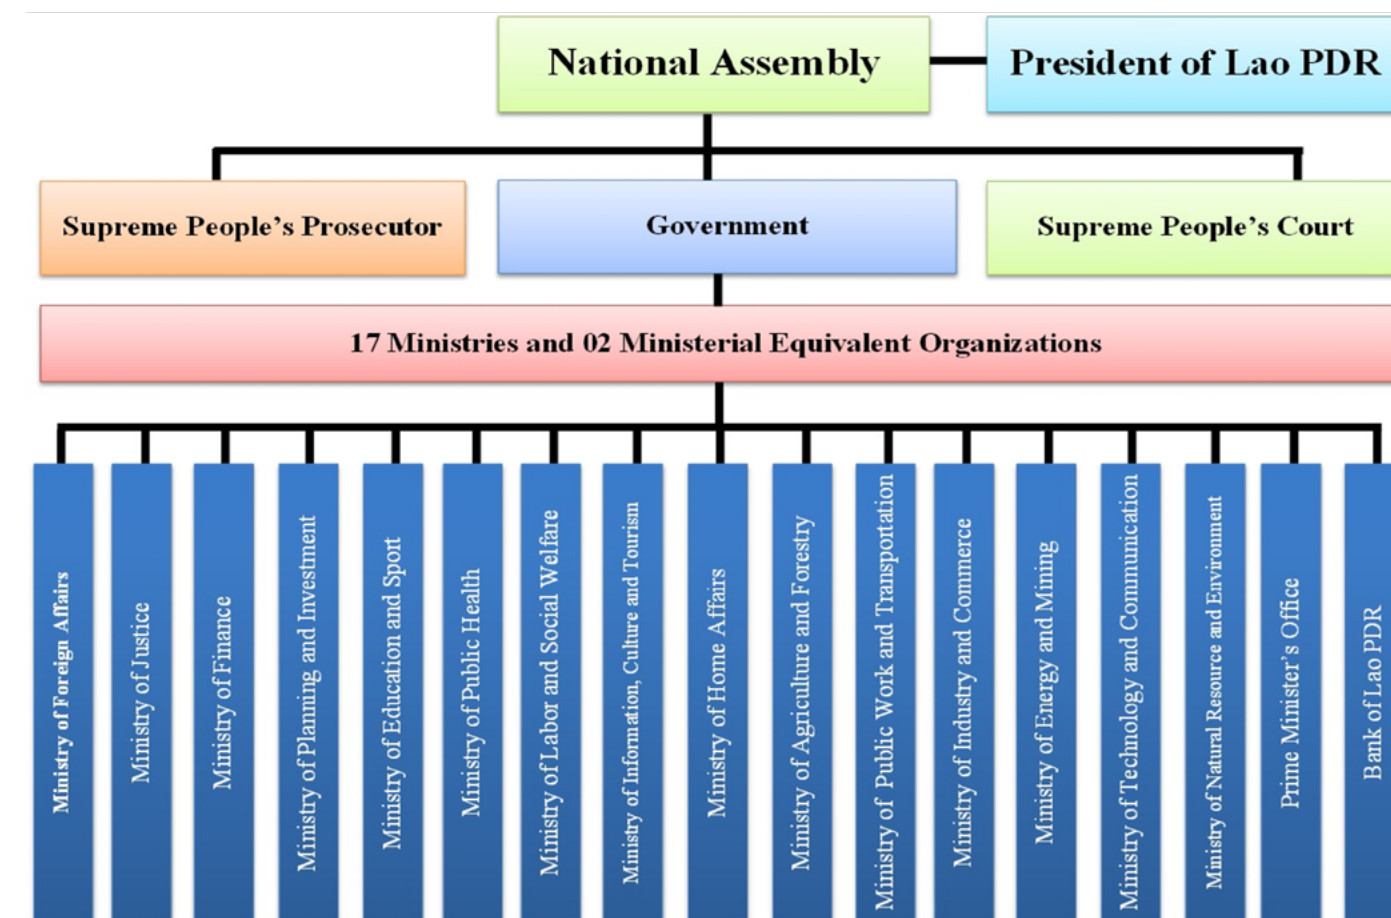 National Assembly
President of Lao PDR
Supreme People's Prosecutor
Government
Supreme People's Court
17 Ministries and 02 Ministerial Equivalent Organizations
Ministry of Foreign Affairs
Ministry of Justice
Ministry of Finance
Ministry of Planning and Investment
Ministry of Education and Sport
Ministry of Public Health
Ministry of Labor and Social Welfare
Ministry of Information, Culture and Tourism
Ministry of Home Affairs
Ministry of Agriculture and Forestry
Ministry of Public Work and Transportation
Ministry of Industry and Commerce
Ministry of Energy and Mining
Ministry of Technology and Communication
Ministry of Natural Resource and Environment
Prime Minister's Office
Bank of Lao PDR